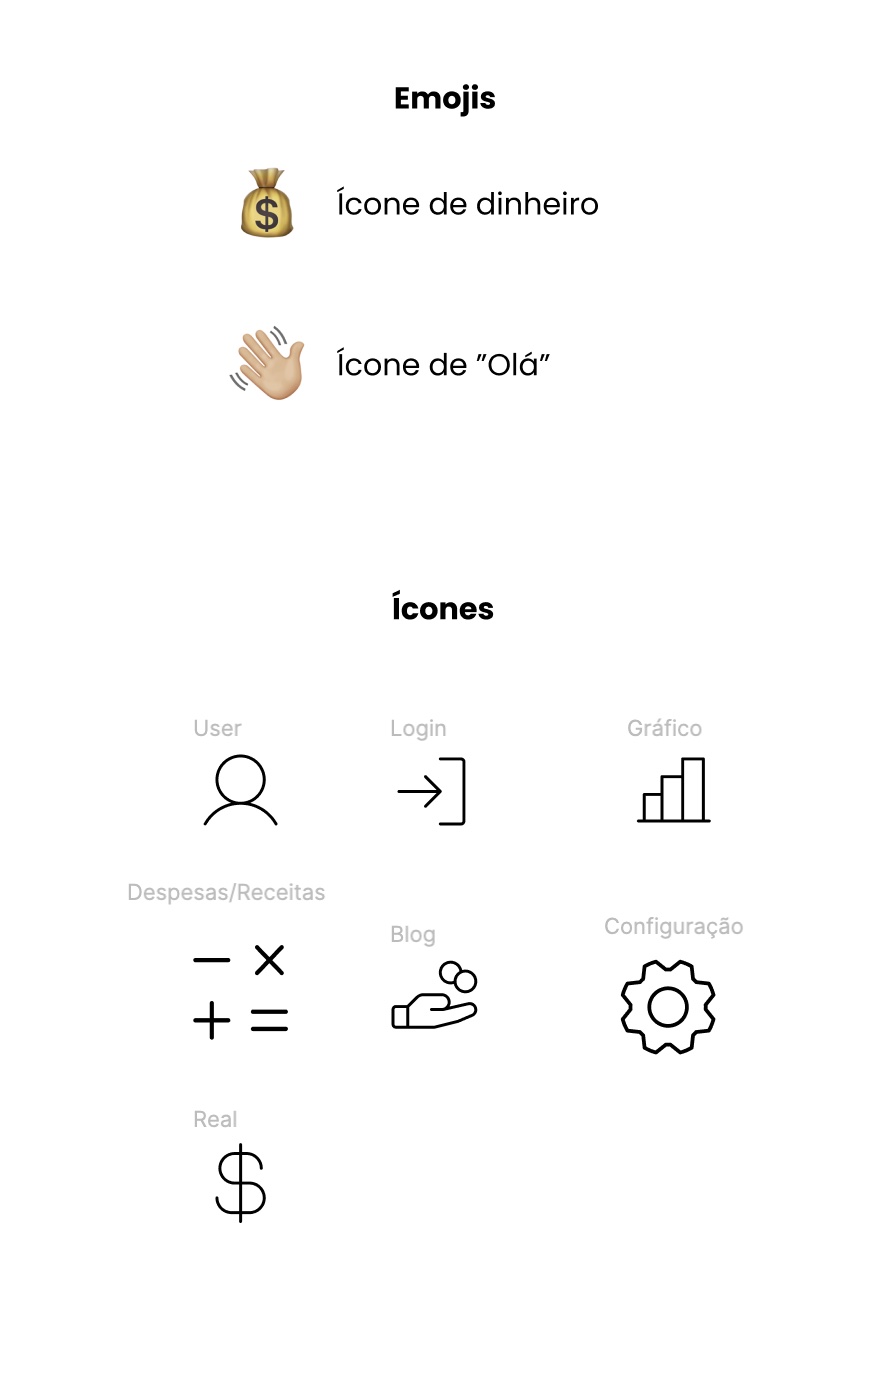 Emojis
$
Ícone de dinheiro
Ícone de ”Olá”
Ícones
User
Login
Gráfico
Despesas/Receitas
Blog
Configuração
Real
$